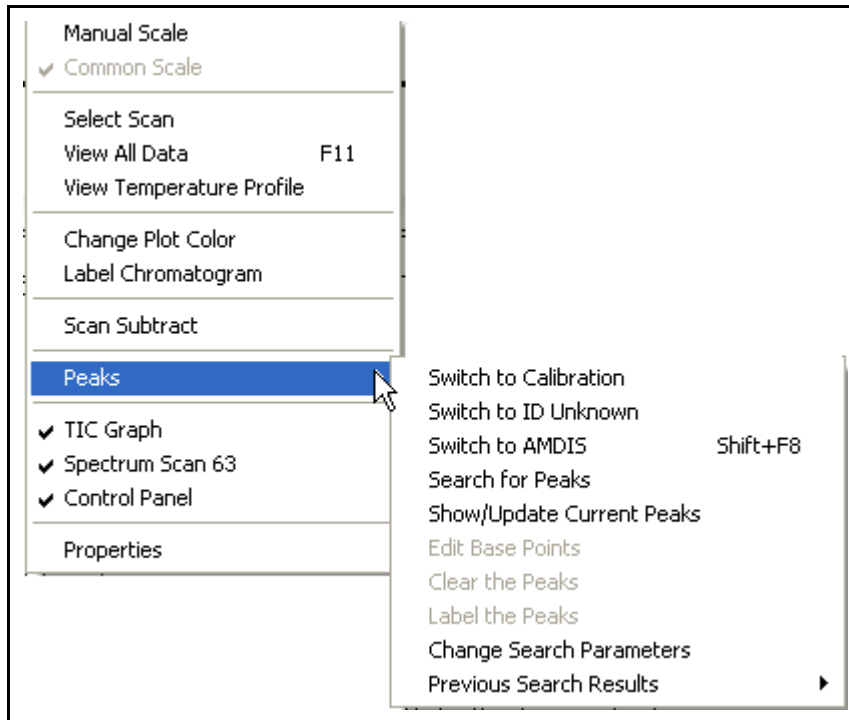 Manual Scale
Common Scale
Select Scan
View All Data F11
View Temperature Profile
Change Plot Color
Label Chromatogram
Scan Subtract
Peaks
TIC Graph
Spectrum Scan 63
Control Panel
Properties
Switch to Calibration
Switch to ID Unknown
Switch to AMDIS Shift+F8
Search for Peaks
Show/Update Current Peaks
Edit Base Points
Clear the Peaks
Label the Peaks
Change Search Parameters
Previous Search Results